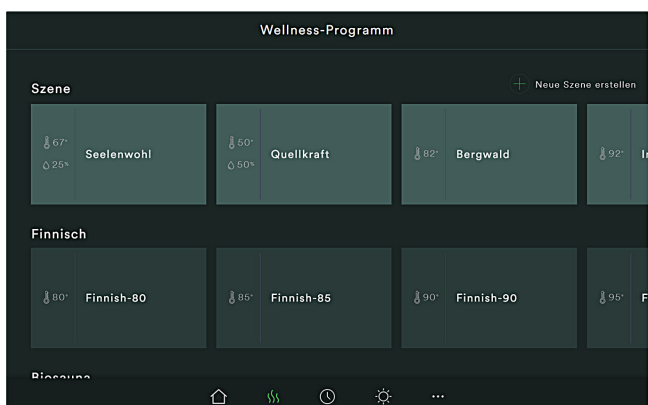 Wellness-Programm
Szene
Neue Szene erstellen
67°
25%
Seelenwohl
50°
50%
Quellkraft
82°
Bergwald
92°
Finnisch
80°
Finnish-80
85°
Finnish-85
90°
Finnish-90
95°
F
Biosauna